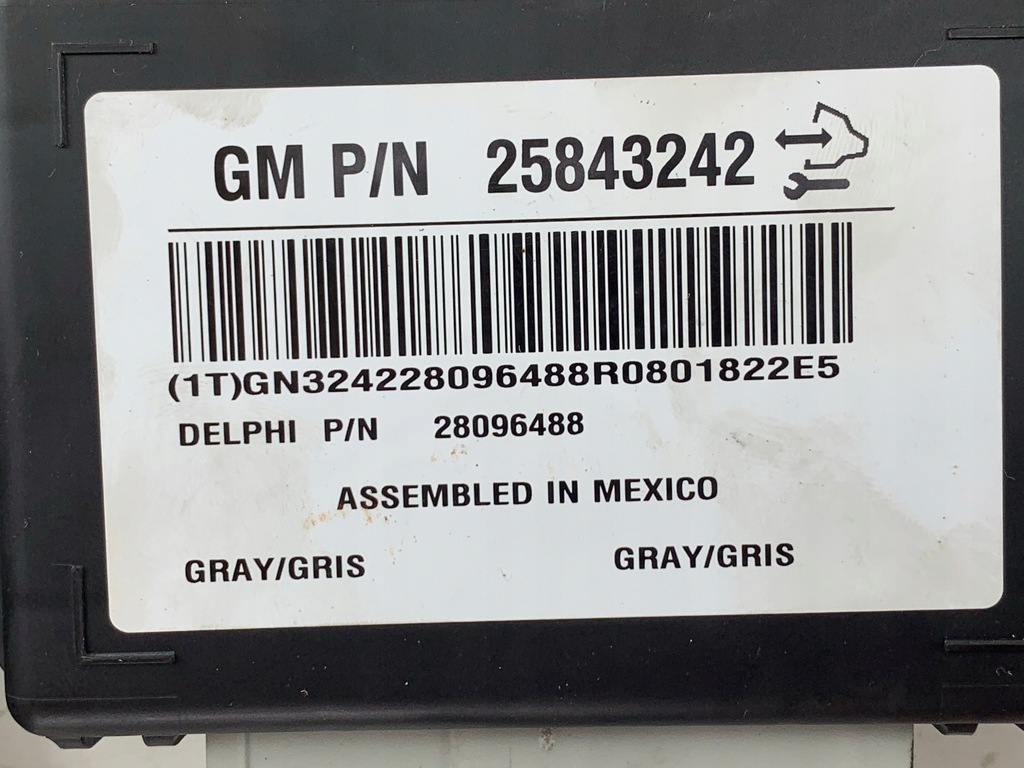 GM P/N 25843242
(1T)GN324228096488R0801822E5
DELPHI P/N 28096488
ASSEMBLED IN MEXICO
GRAY/GRIS GRAY/GRIS